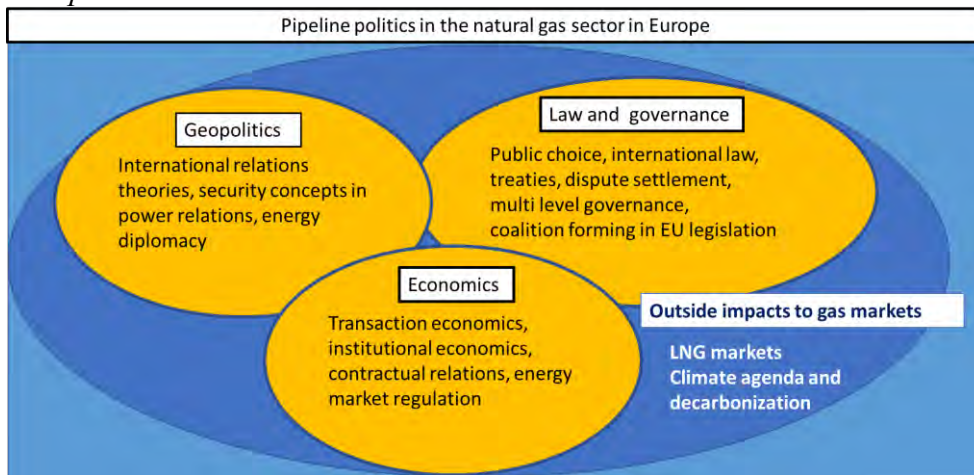 Pipeline politics in the natural gas sector in Europe
Geopolitics
International relations
theories, security concepts in
power relations, energy
diplomacy
Law and governance
Public choice, international law,
treaties, dispute settlement,
multi level governance,
coalition forming in EU legislation
Economics
Transaction economics,
institutional economics,
contractual relations, energy
market regulation
Outside impacts to gas markets
LNG markets
Climate agenda and
decarbonization